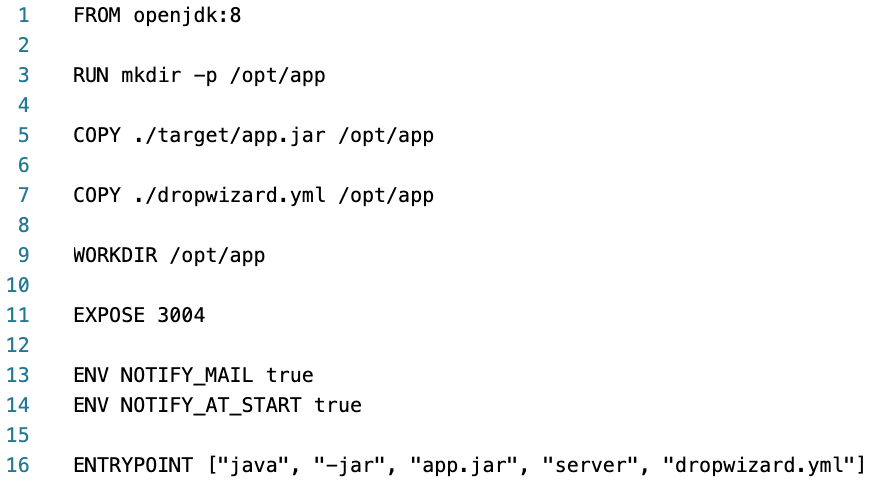 1 FROM openjdk:8
2
3 RUN mkdir -p /opt/app
4
5 COPY ./target/app.jar /opt/app
6
7 COPY ./dropwizard.yml /opt/app
8
9 WORKDIR /opt/app
10
11 EXPOSE 3004
12
13 ENV NOTIFY_MAIL true
14 ENV NOTIFY_AT_START true
15
16 ENTRYPOINT ["java", "-jar", "app.jar", "server", "dropwizard.yml"]